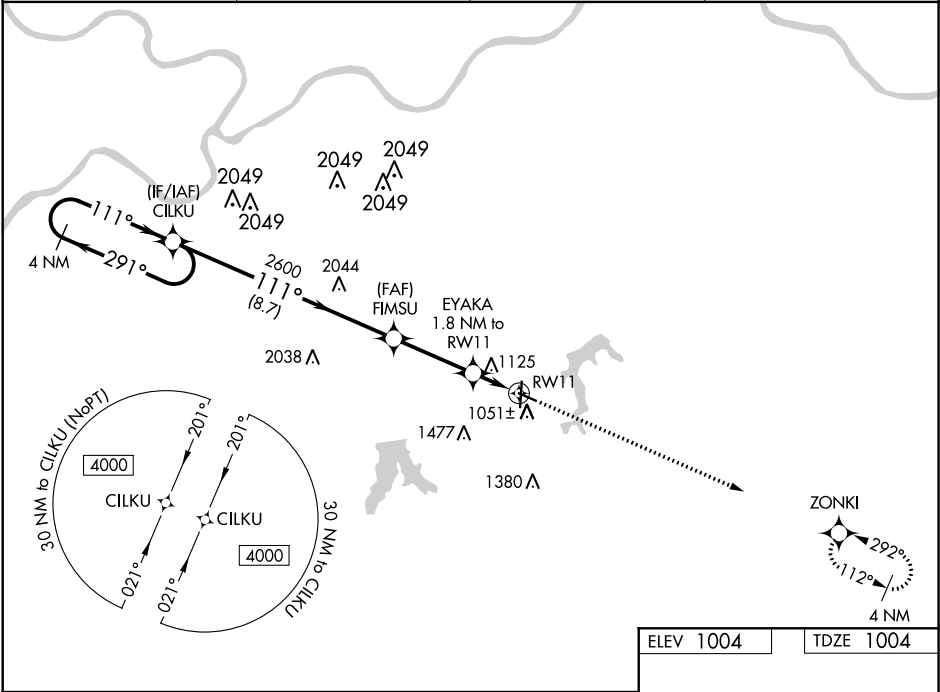 2049
2049
2049
2049
2049
(IF/IAF)
CILKU
111°
291°
4 NM
2600
111°
(8.7)
2044
(FAF)
FIMSU
EYAKA
1.8 NM to
RW11
1125
RW11
2038
1051±
1477
1380
30 NM to CILKU (NoPT)
4000
201°
CILKU
021°
201°
CILKU
4000
021°
30 NM to CILKU
ZONKI
292°
112°
4 NM
ELEV 1004
TDZE 1004